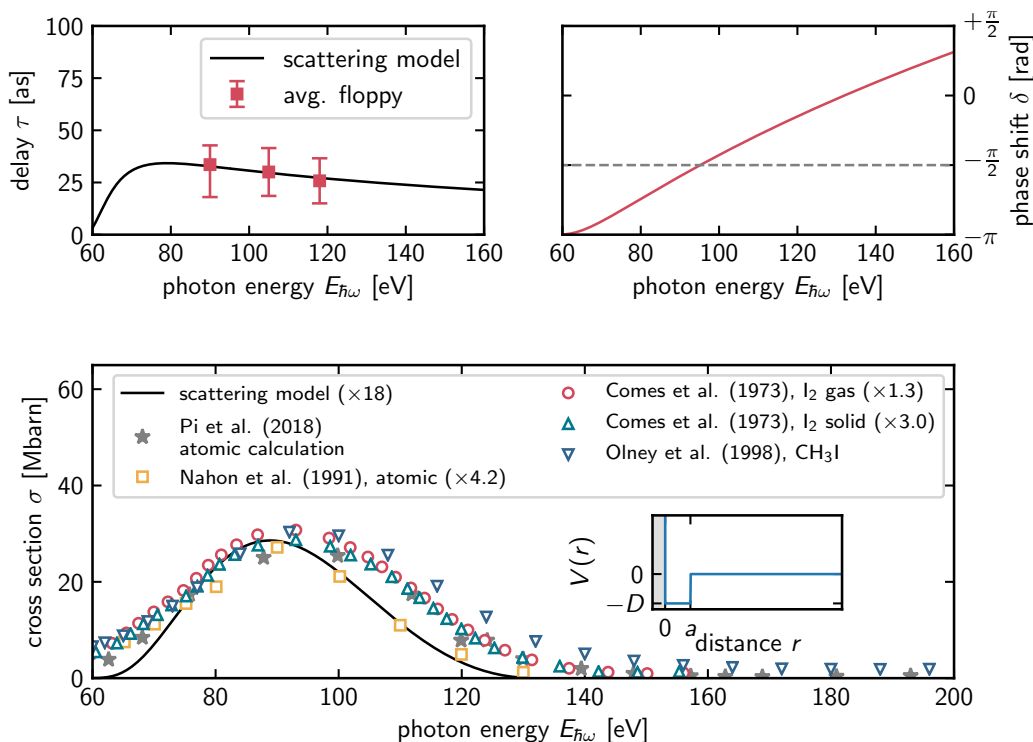 100
75
50
25
0
delay τ [as]
scattering model
avg. floppy
60 80 100 120 140 160
photon energy Eℏω [eV]
+π/2
0
−π/2
−π
phase shift δ [rad]
60 80 100 120 140 160
photon energy Eℏω [eV]
60
40
20
0
cross section σ [Mbarn]
scattering model (×18)
Pi et al. (2018)
atomic calculation
Nahon et al. (1991), atomic (×4.2)
Comes et al. (1973), I₂ gas (×1.3)
Comes et al. (1973), I₂ solid (×3.0)
Olney et al. (1998), CH₃I
V(r)
0
−D
0 a
distance r
60 80 100 120 140 160 180 200
photon energy Eℏω [eV]